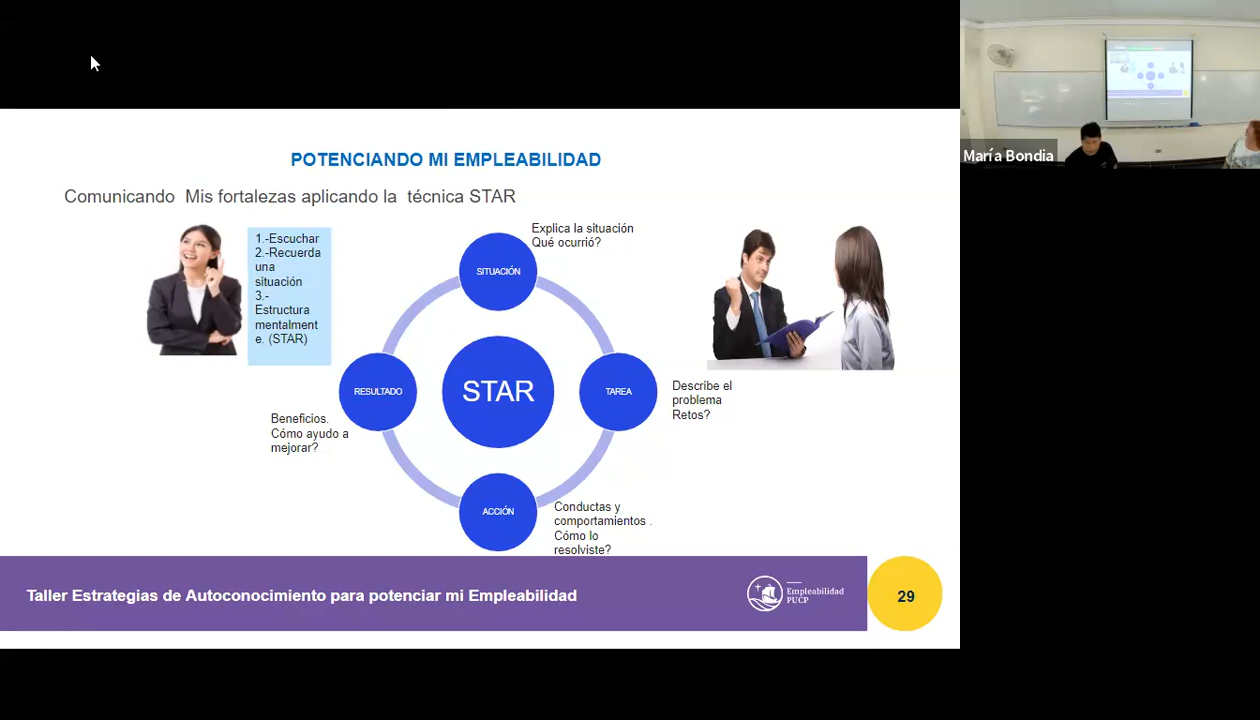 POTENCIANDO MI EMPLEABILIDAD
Comunicando  Mis fortalezas aplicando la  técnica STAR
1.-Escuchar
2.-Recuerda
una
situación
3.-
Estructura
mentalment
e. (STAR)
Explica la situación
Qué ocurrió?
SITUACIÓN
RESULTADO
STAR
TAREA
Describe el
problema
Retos?
Beneficios.
Cómo ayudo a
mejorar?
ACCIÓN
Conductas y
comportamientos .
Cómo lo
resolviste?
Taller Estrategias de Autoconocimiento para potenciar mi Empleabilidad
Empleabilidad
PUCP
29
María Bondia